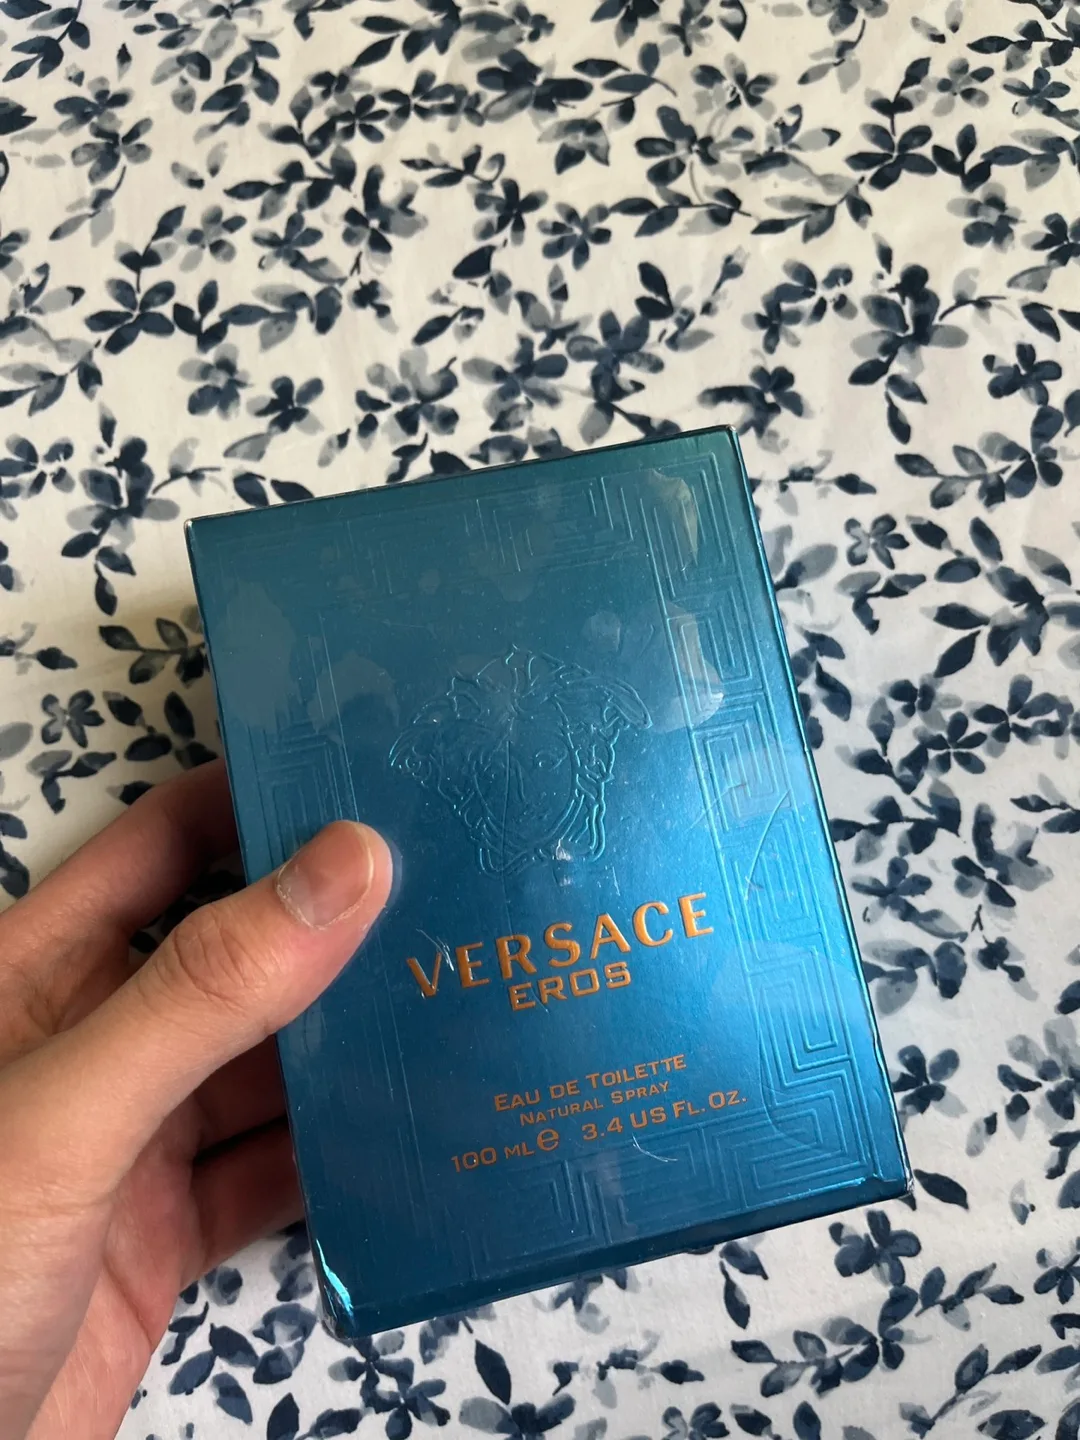 VERSACE
EROS
EAU DE TOILETTE
NATURAL SPRAY
100 ML e 3.4 US FL. OZ.